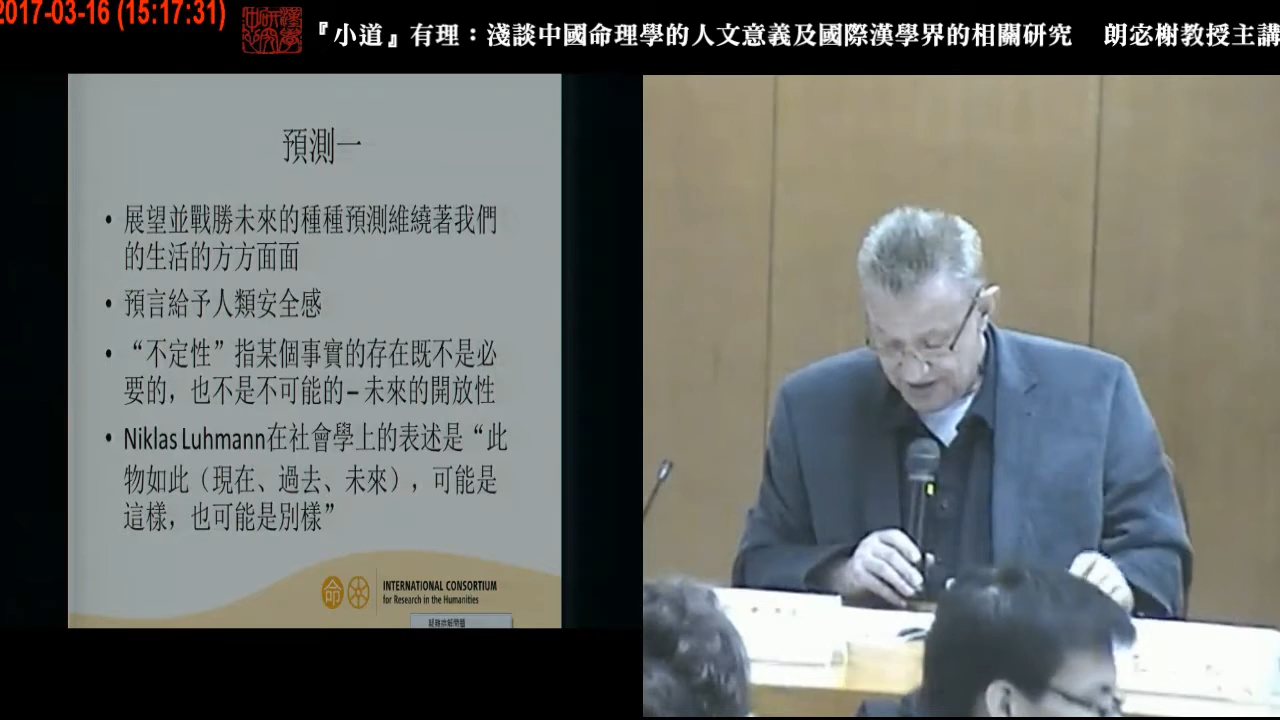 2017-03-16 (15:17:31)
『小道』有理：淺談中國命理學的人文意義及國際漢學界的相關研究　朗宓榭教授主講
預測一
• 展望並戰勝未來的種種預測維繞著我們
的生活的方方面面
• 預言給予人類安全感
• “不定性”指某個事實的存在既不是必
要的，也不是不可能的 – 未來的開放性
• Niklas Luhmann在社會學上的表述是“此
物如此（現在、過去、未來），可能是
這樣，也可能是別樣”
命
INTERNATIONAL CONSORTIUM
for Research in the Humanities